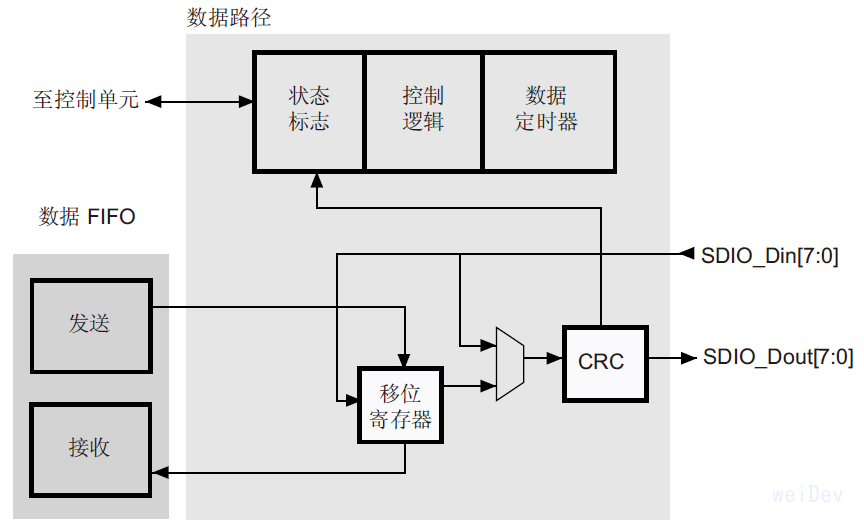 数据路径
至控制单元
状态
标志
控制
逻辑
数据
定时器
数据 FIFO
SDIO_Din[7:0]
发送
SDIO_Dout[7:0]
CRC
移位
寄存器
接收
weiDev